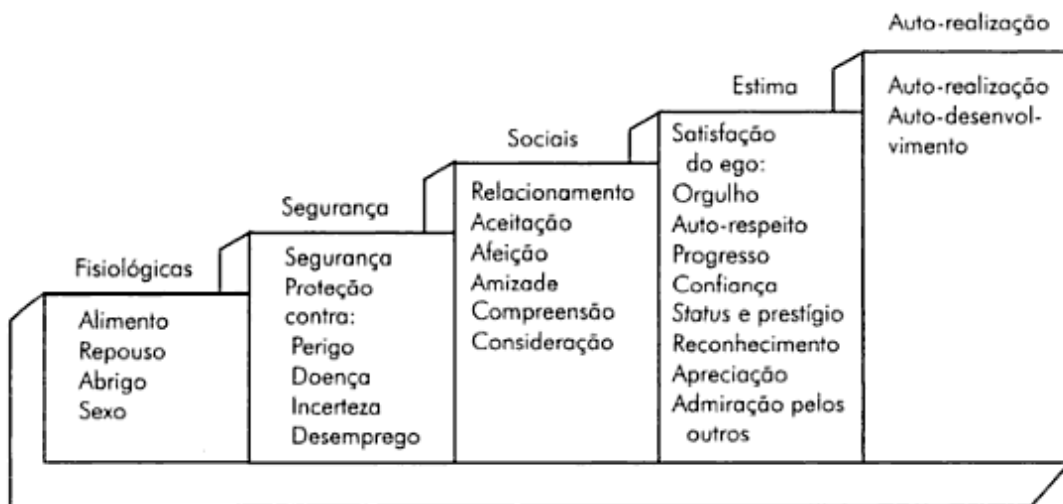 Fisiológicas
Alimento
Repouso
Abrigo
Sexo
Segurança
Segurança
Proteção
contra:
Perigo
Doença
Incerteza
Desemprego
Sociais
Relacionamento
Aceitação
Afeição
Amizade
Compreensão
Consideração
Estima
Satisfação
do ego:
Orgulho
Auto-respeito
Progresso
Confiança
Status e prestígio
Reconhecimento
Apreciação
Admiração pelos
outros
Auto-realização
Auto-realização
Auto-desenvol-
vimento